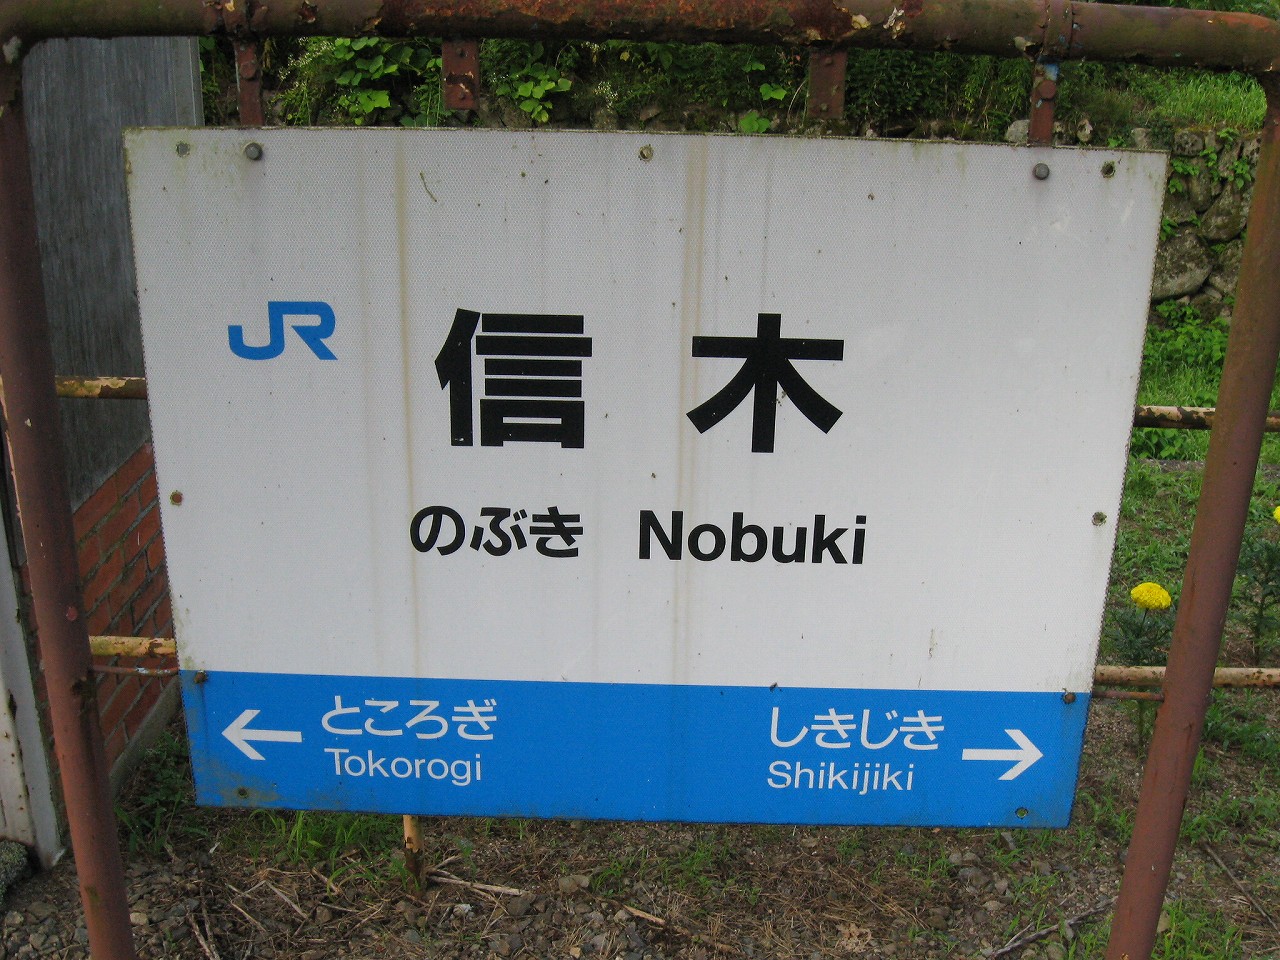 JR
信木
のぶき Nobuki
← ところぎ
Tokorogi
しきじき →
Shikijiki